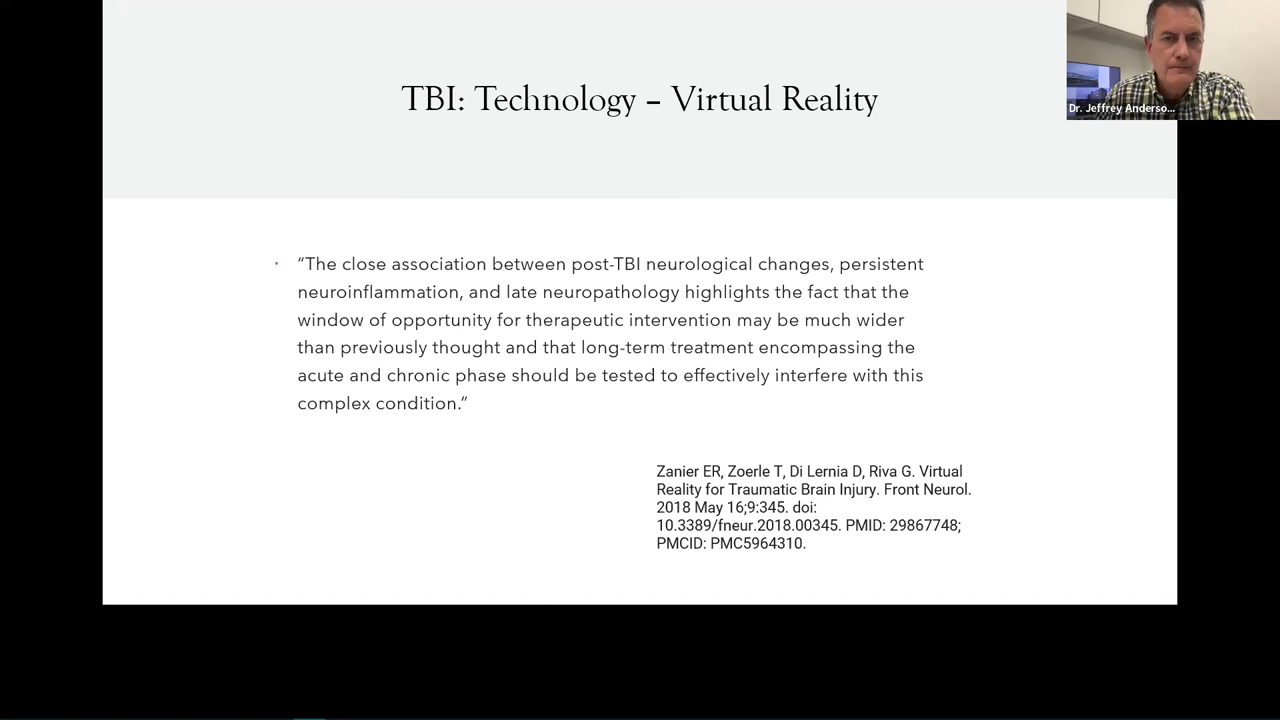 TBI: Technology – Virtual Reality
Dr. Jeffrey Anderso...
• “The close association between post-TBI neurological changes, persistent
neuroinflammation, and late neuropathology highlights the fact that the
window of opportunity for therapeutic intervention may be much wider
than previously thought and that long-term treatment encompassing the
acute and chronic phase should be tested to effectively interfere with this
complex condition.”
Zanier ER, Zoerle T, Di Lernia D, Riva G. Virtual
Reality for Traumatic Brain Injury. Front Neurol.
2018 May 16;9:345. doi:
10.3389/fneur.2018.00345. PMID: 29867748;
PMCID: PMC5964310.